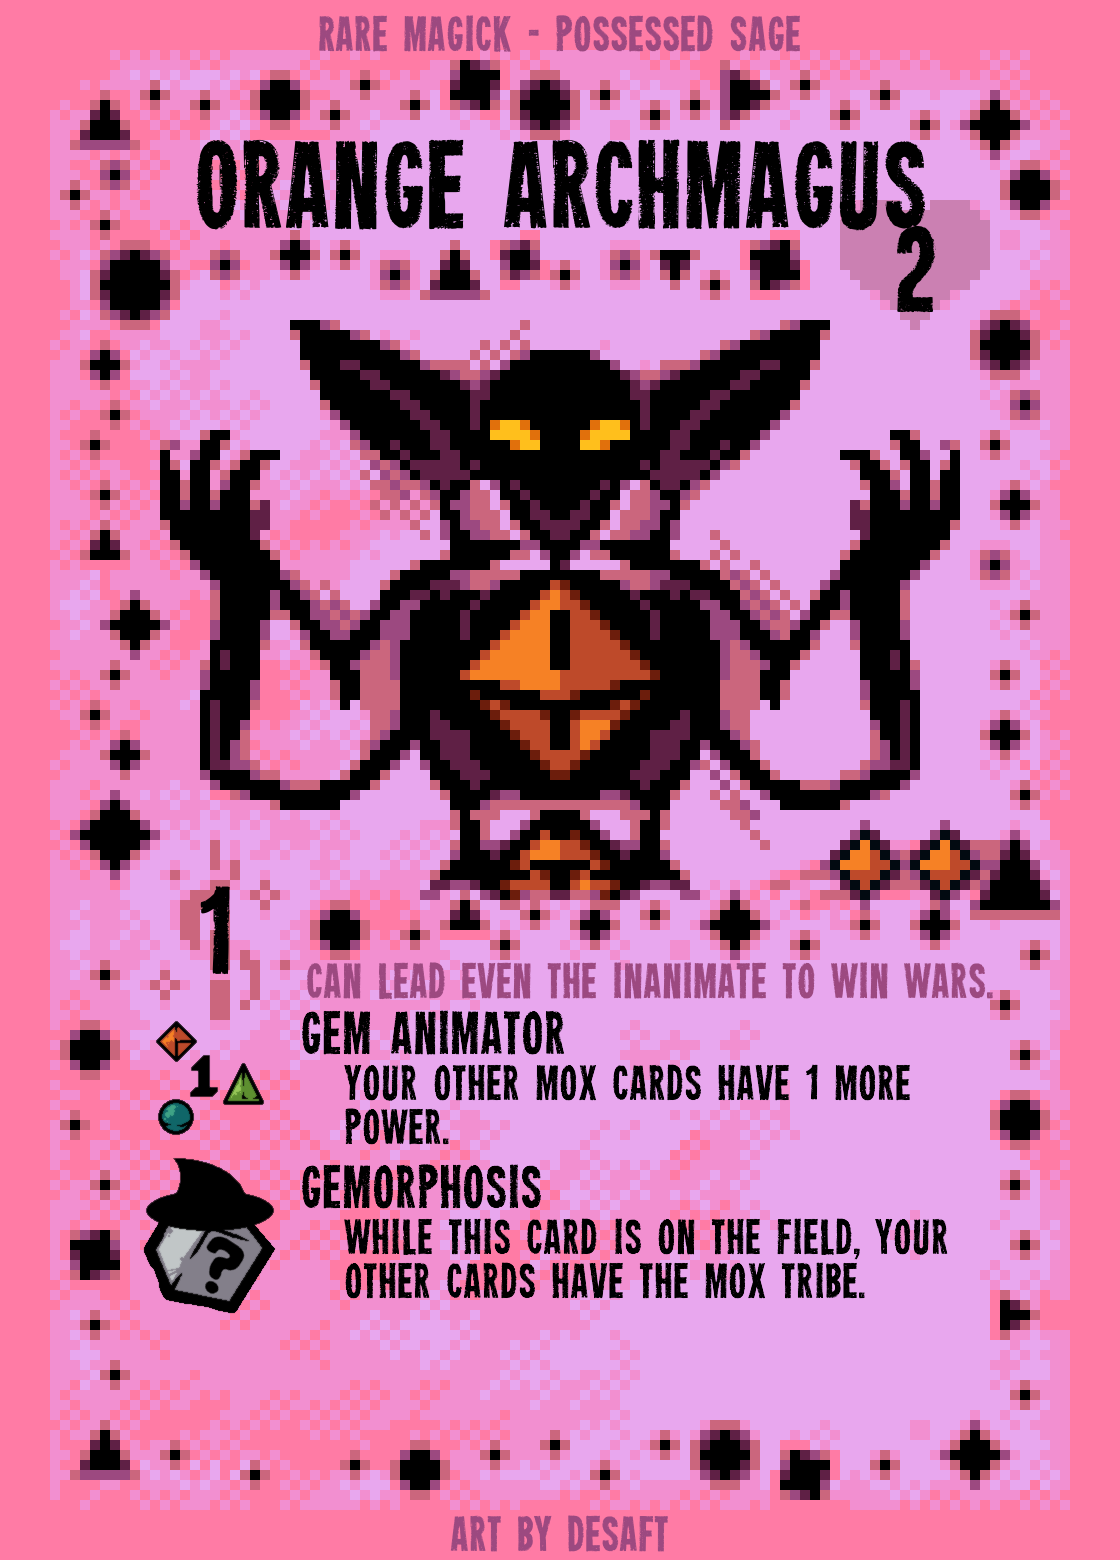 RARE MAGICK - POSSESSED SAGE
ORANGE ARCHMAGUS
2
1
CAN LEAD EVEN THE INANIMATE TO WIN WARS.
GEM ANIMATOR
1
YOUR OTHER MOX CARDS HAVE 1 MORE
POWER.
GEMORPHOSIS
?
WHILE THIS CARD IS ON THE FIELD, YOUR
OTHER CARDS HAVE THE MOX TRIBE.
ART BY DESAFT